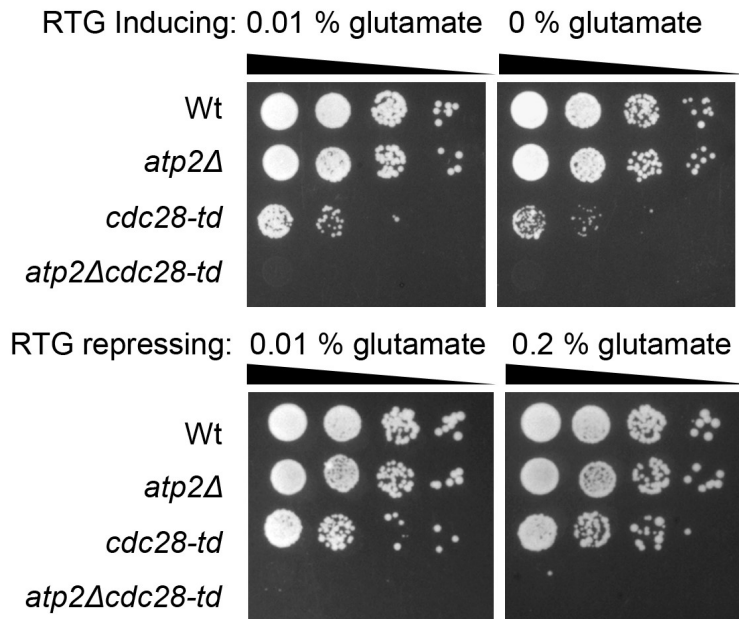 RTG Inducing: 0.01 % glutamate 0 % glutamate
Wt
atp2Δ
cdc28-td
atp2Δcdc28-td
RTG repressing: 0.01 % glutamate 0.2 % glutamate
Wt
atp2Δ
cdc28-td
atp2Δcdc28-td